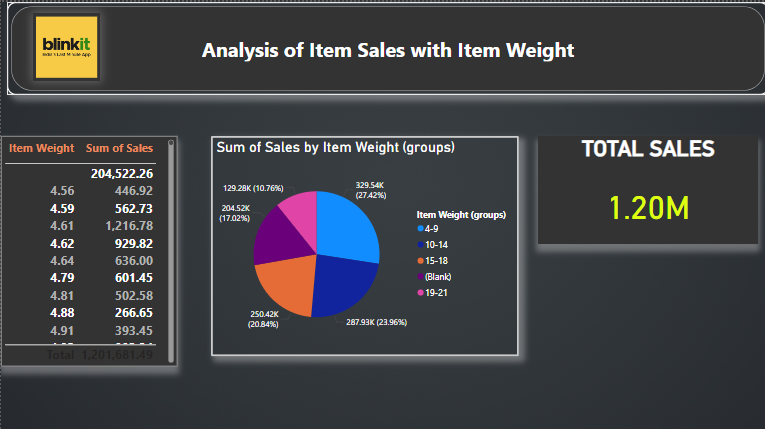 blinkit
India's Last Minute App
Analysis of Item Sales with Item Weight
Item Weight Sum of Sales
204,522.26
4.56 446.92
4.59 562.73
4.61 1,216.78
4.62 929.82
4.64 636.00
4.79 601.45
4.81 502.58
4.88 266.65
4.91 393.45
Total 1,201,681.49
Sum of Sales by Item Weight (groups)
129.28K (10.76%)
329.54K
(27.42%)
204.52K
(17.02%)
250.42K
(20.84%)
287.93K (23.96%)
Item Weight (groups)
4-9
10-14
15-18
(Blank)
19-21
TOTAL SALES
1.20M